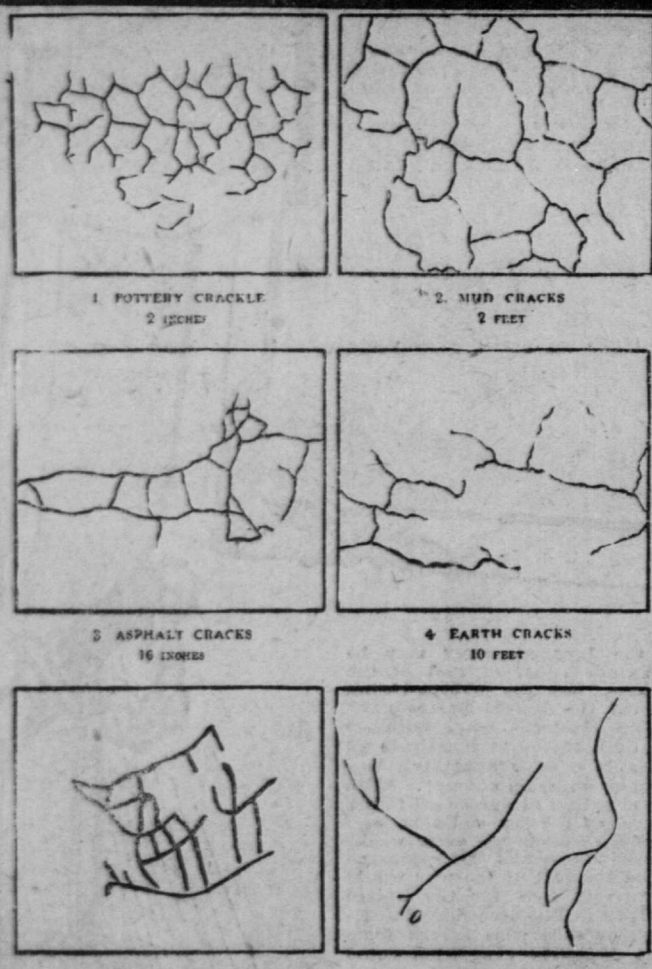 1 POTTERY CRACKLE
2 INCHES
2. MUD CRACKS
2 FEET
3 ASPHALT CRACKS
16 INCHES
4 EARTH CRACKS
10 FEET